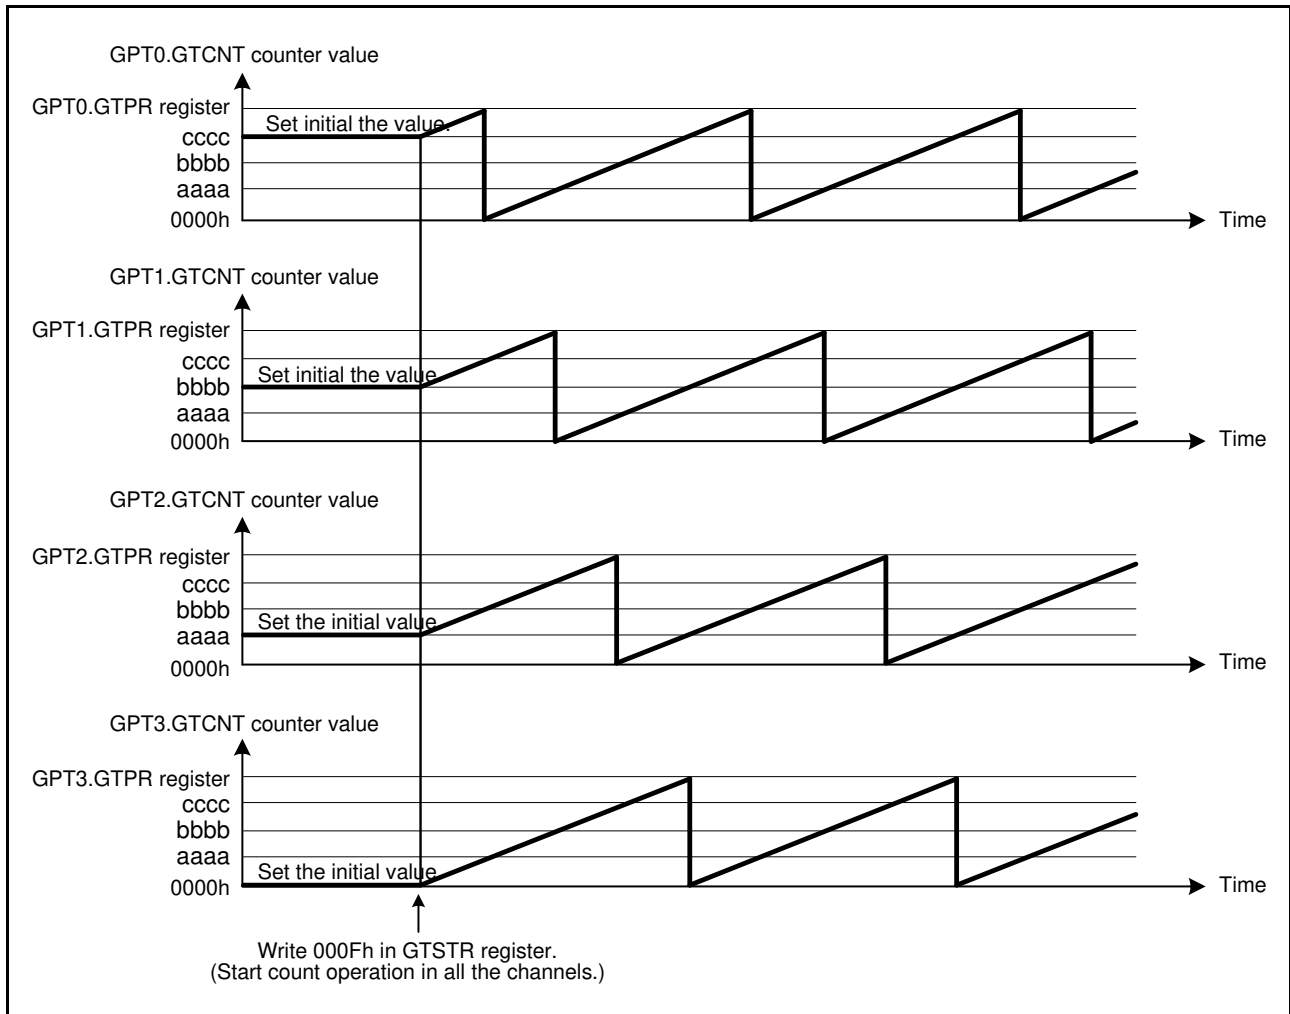 GPT0.GTCNT counter value
GPT0.GTPR register
Set initial the value.
cccc
bbbb
aaaa
0000h
Time
GPT1.GTCNT counter value
GPT1.GTPR register
cccc
Set initial the value.
bbbb
aaaa
0000h
Time
GPT2.GTCNT counter value
GPT2.GTPR register
cccc
bbbb
Set the initial value.
aaaa
0000h
Time
GPT3.GTCNT counter value
GPT3.GTPR register
cccc
bbbb
aaaa
Set the initial value.
0000h
Time
Write 000Fh in GTSTR register.
(Start count operation in all the channels.)